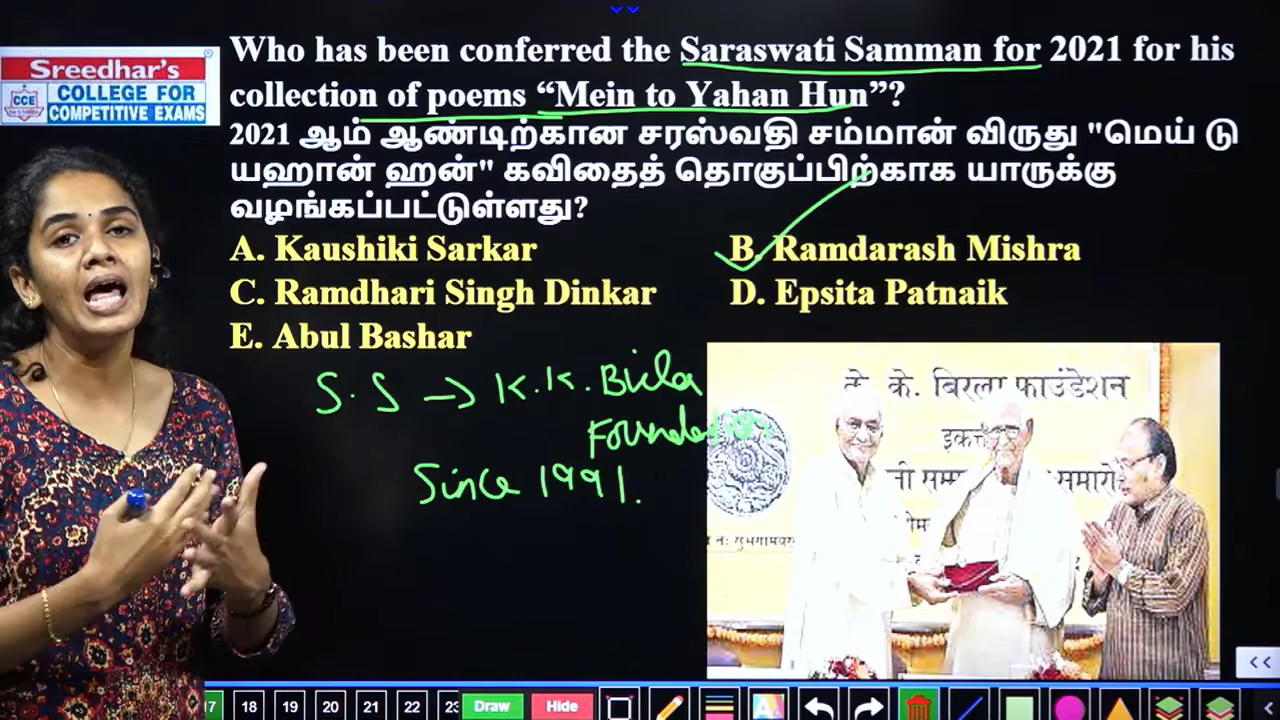 Sreedhar's
CCE
COLLEGE FOR
COMPETITIVE EXAMS
Who has been conferred the Saraswati Samman for 2021 for his
collection of poems “Mein to Yahan Hun”?
2021 ஆம் ஆண்டிற்கான சரஸ்வதி சம்மான் விருது "மெய் டு
யஹான் ஹன்" கவிதைத் தொகுப்பிற்காக யாருக்கு
வழங்கப்பட்டுள்ளது?
A. Kaushiki Sarkar
B. Ramdarash Mishra
C. Ramdhari Singh Dinkar
D. Epsita Patnaik
E. Abul Bashar
S.S → K.K. Birla
Foundation
Since 1991.
के. के. बिरला फाउंडेशन
17 18 19 20 21 22 23 Draw Hide
<<